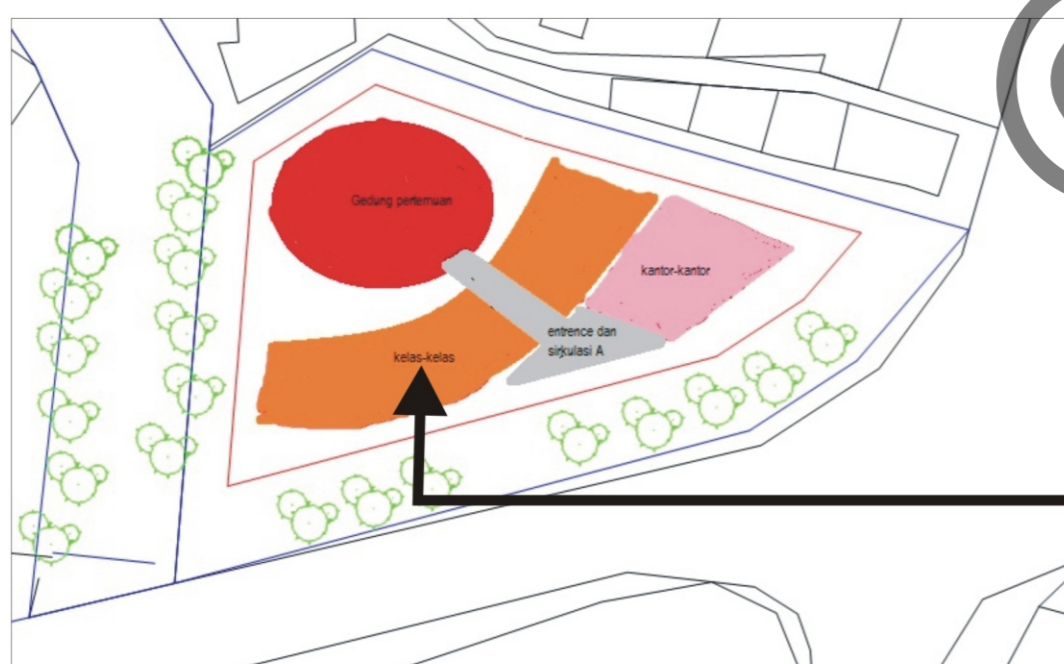 Gedung pertemuan
kantor-kantor
entrence dan
sirkulasi A
kelas-kelas